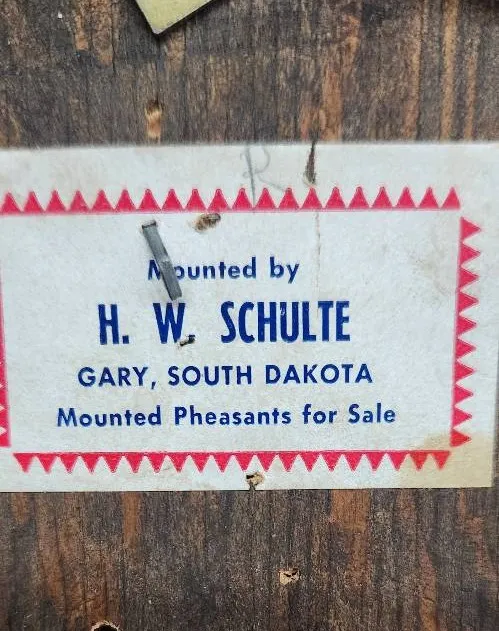 R
Mounted by
H. W. SCHULTE
GARY, SOUTH DAKOTA
Mounted Pheasants for Sale